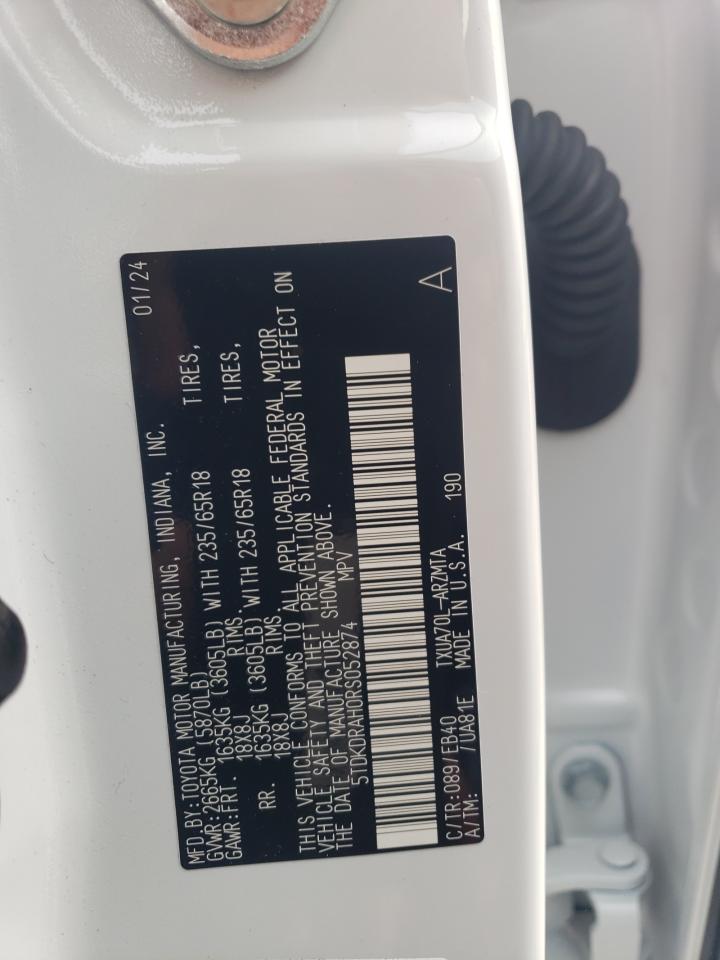 MFD.BY:TOYOTA MOTOR MANUFACTURING, INDIANA, INC. 01/24
GVWR:2665KG (5870LB)
GAWR:FRT. 1635KG (3605LB) WITH 235/65R18 TIRES,
18X8J RIMS.
RR. 1635KG (3605LB) WITH 235/65R18 TIRES,
18X8J RIMS.
THIS VEHICLE CONFORMS TO ALL APPLICABLE FEDERAL MOTOR
VEHICLE SAFETY AND THEFT PREVENTION STANDARDS IN EFFECT ON
THE DATE OF MANUFACTURE SHOWN ABOVE.
5TDKDRAH0RS052874 MPV
C/TR:089/EB40 TXUA70L-ARZMTA 190
A/TM: /UA81E MADE IN U.S.A. A